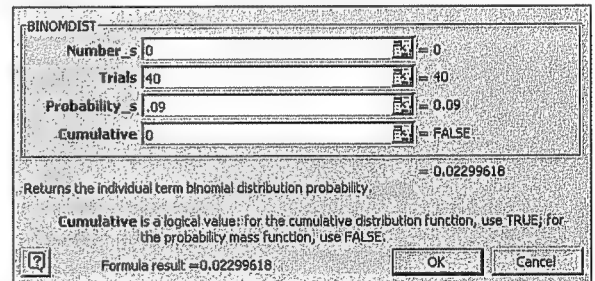 BINOMDIST
Number_s 0 = 0
Trials 40 = 40
Probability_s .09 = 0.09
Cumulative 0 = FALSE
= 0.02299618
Returns the individual term binomial distribution probability.
Cumulative is a logical value: for the cumulative distribution function, use TRUE; for
the probability mass function, use FALSE.
? Formula result =0.02299618 OK Cancel